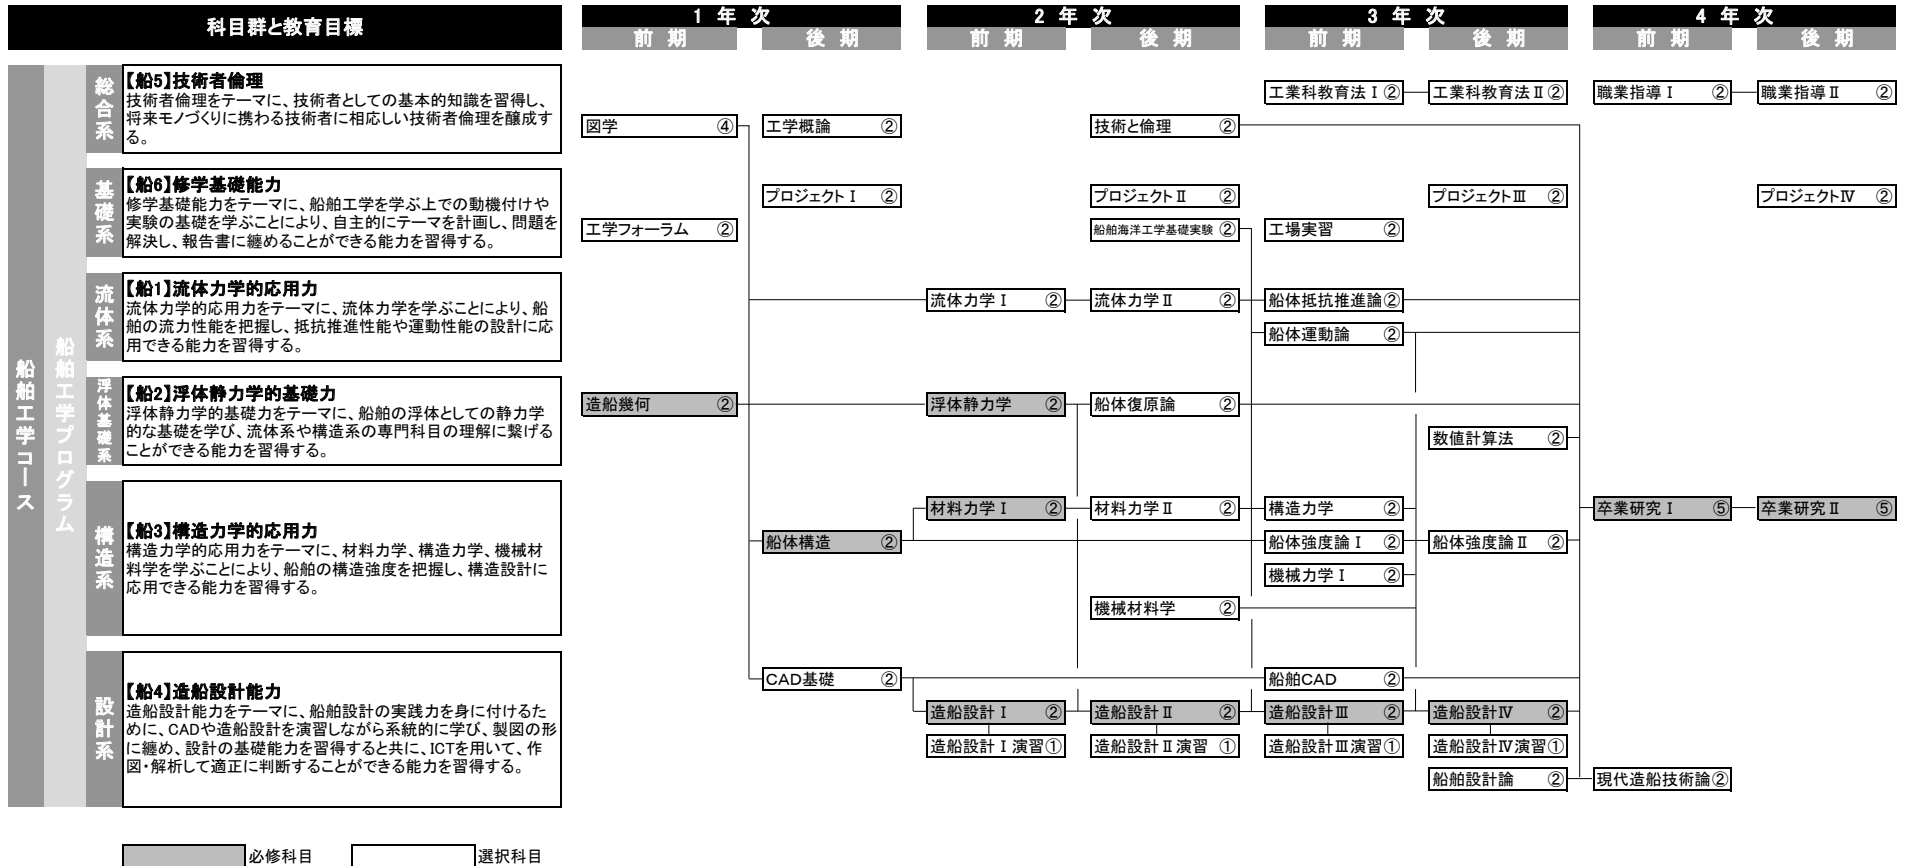 科目群と教育目標
1 年 次
2 年 次
3 年 次
4 年 次
前 期
後 期
前 期
後 期
前 期
後 期
前 期
後 期
船舶工学コース
船舶工学プログラム
総合系
【船5】技術者倫理
技術者倫理をテーマに、技術者としての基本的知識を習得し、
将来モノづくりに携わる技術者に相応しい技術者倫理を醸成す
る。
工業科教育法Ⅰ②
工業科教育法Ⅱ②
職業指導Ⅰ ②
職業指導Ⅱ ②
図学 ④
工学概論 ②
技術と倫理 ②
基礎系
【船6】修学基礎能力
修学基礎能力をテーマに、船舶工学を学ぶ上での動機付けや
実験の基礎を学ぶことにより、自主的にテーマを計画し、問題を
解決し、報告書に纏めることができる能力を習得する。
プロジェクトⅠ ②
プロジェクトⅡ ②
プロジェクトⅢ ②
プロジェクトⅣ ②
工学フォーラム ②
船舶海洋工学基礎実験 ②
工場実習 ②
流体系
【船1】流体力学的応用力
流体力学的応用力をテーマに、流体力学を学ぶことにより、船
舶の流力性能を把握し、抵抗推進性能や運動性能の設計に応
用できる能力を習得する。
流体力学Ⅰ ②
流体力学Ⅱ ②
船体抵抗推進論②
船体運動論 ②
浮体基礎系
【船2】浮体静力学的基礎力
浮体静力学的基礎力をテーマに、船舶の浮体としての静力学
的な基礎を学び、流体系や構造系の専門科目の理解に繋げる
ことができる能力を習得する。
造船幾何 ②
浮体静力学 ②
船体復原論 ②
数値計算法 ②
構造系
【船3】構造力学的応用力
構造力学的応用力をテーマに、材料力学、構造力学、機械材
料学を学ぶことにより、船舶の構造強度を把握し、構造設計に
応用できる能力を習得する。
材料力学Ⅰ ②
材料力学Ⅱ ②
構造力学 ②
卒業研究Ⅰ ⑤
卒業研究Ⅱ ⑤
船体構造 ②
船体強度論Ⅰ ②
船体強度論Ⅱ ②
機械力学Ⅰ ②
機械材料学 ②
設計系
【船4】造船設計能力
造船設計能力をテーマに、船舶設計の実践力を身に付けるた
めに、CADや造船設計を演習しながら系統的に学び、製図の形
に纏め、設計の基礎能力を習得すると共に、ICTを用いて、作
図・解析して適正に判断することができる能力を習得する。
CAD基礎 ②
船舶CAD ②
造船設計Ⅰ ②
造船設計Ⅱ ②
造船設計Ⅲ ②
造船設計Ⅳ ②
造船設計Ⅰ演習①
造船設計Ⅱ演習 ①
造船設計Ⅲ演習①
造船設計Ⅳ演習①
船舶設計論 ②
現代造船技術論②
必修科目
選択科目